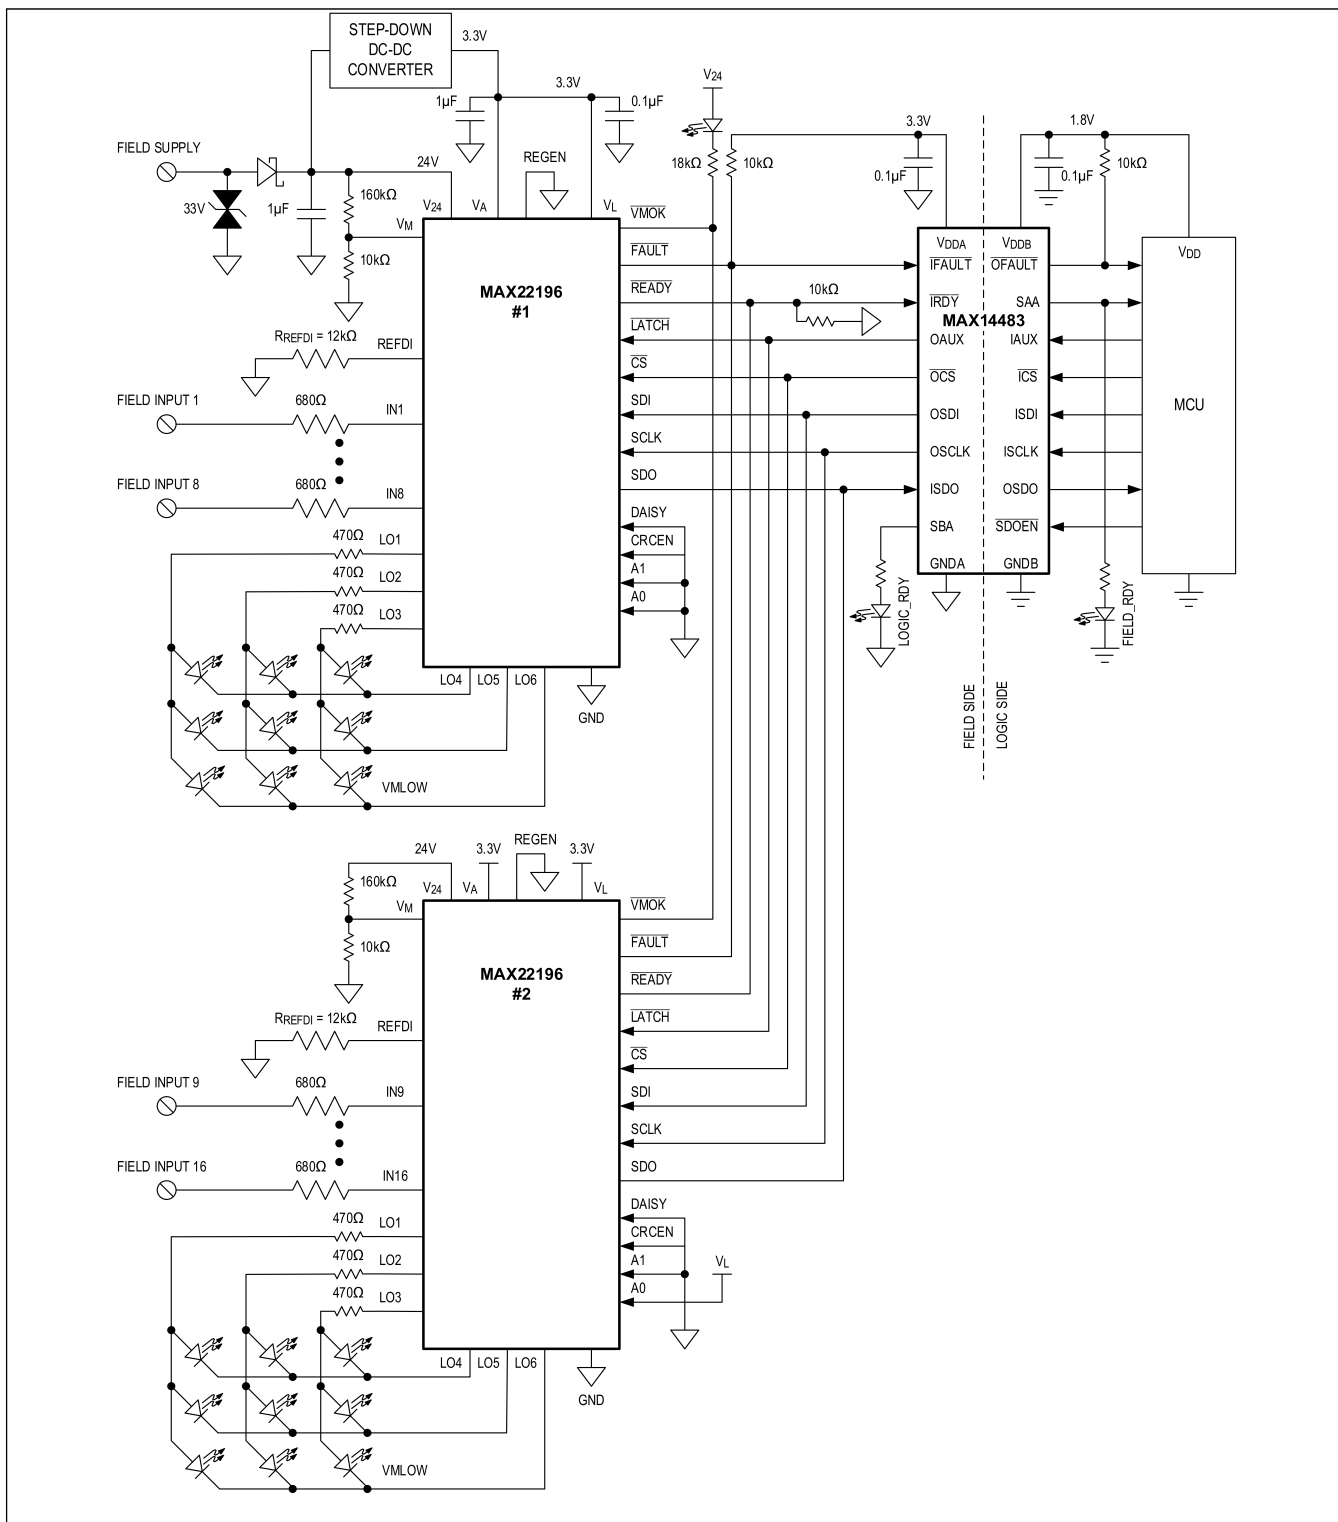 STEP-DOWN
DC-DC
CONVERTER
3.3V
3.3V
1µF
0.1µF
V24
3.3V
1.8V
FIELD SUPPLY
24V
REGEN
18kΩ
10kΩ
0.1µF
0.1µF
10kΩ
33V
1µF
160kΩ
10kΩ
VM
V24
VA
VL
VMOK
FAULT
READY
LATCH
CS
SDI
SCLK
SDO
DAISY
CRCEN
A1
A0
MAX22196
#1
10kΩ
RREFDI = 12kΩ
REFDI
FIELD INPUT 1
680Ω
IN1
FIELD INPUT 8
680Ω
IN8
470Ω
LO1
470Ω
LO2
470Ω
LO3
LO4
LO5
LO6
GND
VMLOW
VDDA
VDDB
IFAULT
OFAULT
IRDY
SAA
MAX14483
OAUX
IAUX
OCS
ICS
OSDI
ISDI
OSCLK
ISCLK
ISDO
OSDO
SBA
SDOEN
GNDA
GNDB
VDD
MCU
LOGIC_RDY
FIELD_RDY
FIELD SIDE
LOGIC SIDE
24V
3.3V
REGEN
3.3V
160kΩ
10kΩ
VM
V24
VA
VL
VMOK
FAULT
READY
LATCH
CS
SDI
SCLK
SDO
DAISY
CRCEN
A1
A0
VL
MAX22196
#2
RREFDI = 12kΩ
REFDI
FIELD INPUT 9
680Ω
IN9
FIELD INPUT 16
680Ω
IN16
470Ω
LO1
470Ω
LO2
470Ω
LO3
LO4
LO5
LO6
GND
VMLOW